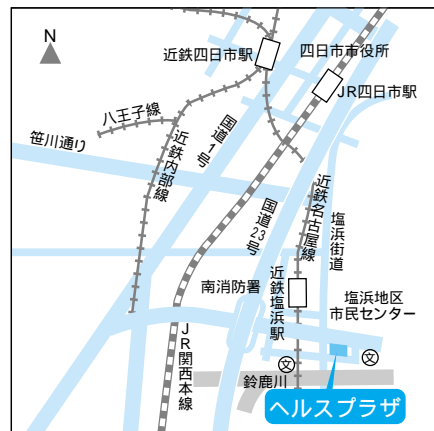 N
近鉄四日市駅
四日市市役所
JR四日市駅
八王子線
笹川通り
近鉄内部線
国道1号
国道23号
近鉄名古屋線
塩浜街道
南消防署
近鉄塩浜駅
塩浜地区
市民センター
JR関西本線
文
文
鈴鹿川
ヘルスプラザ